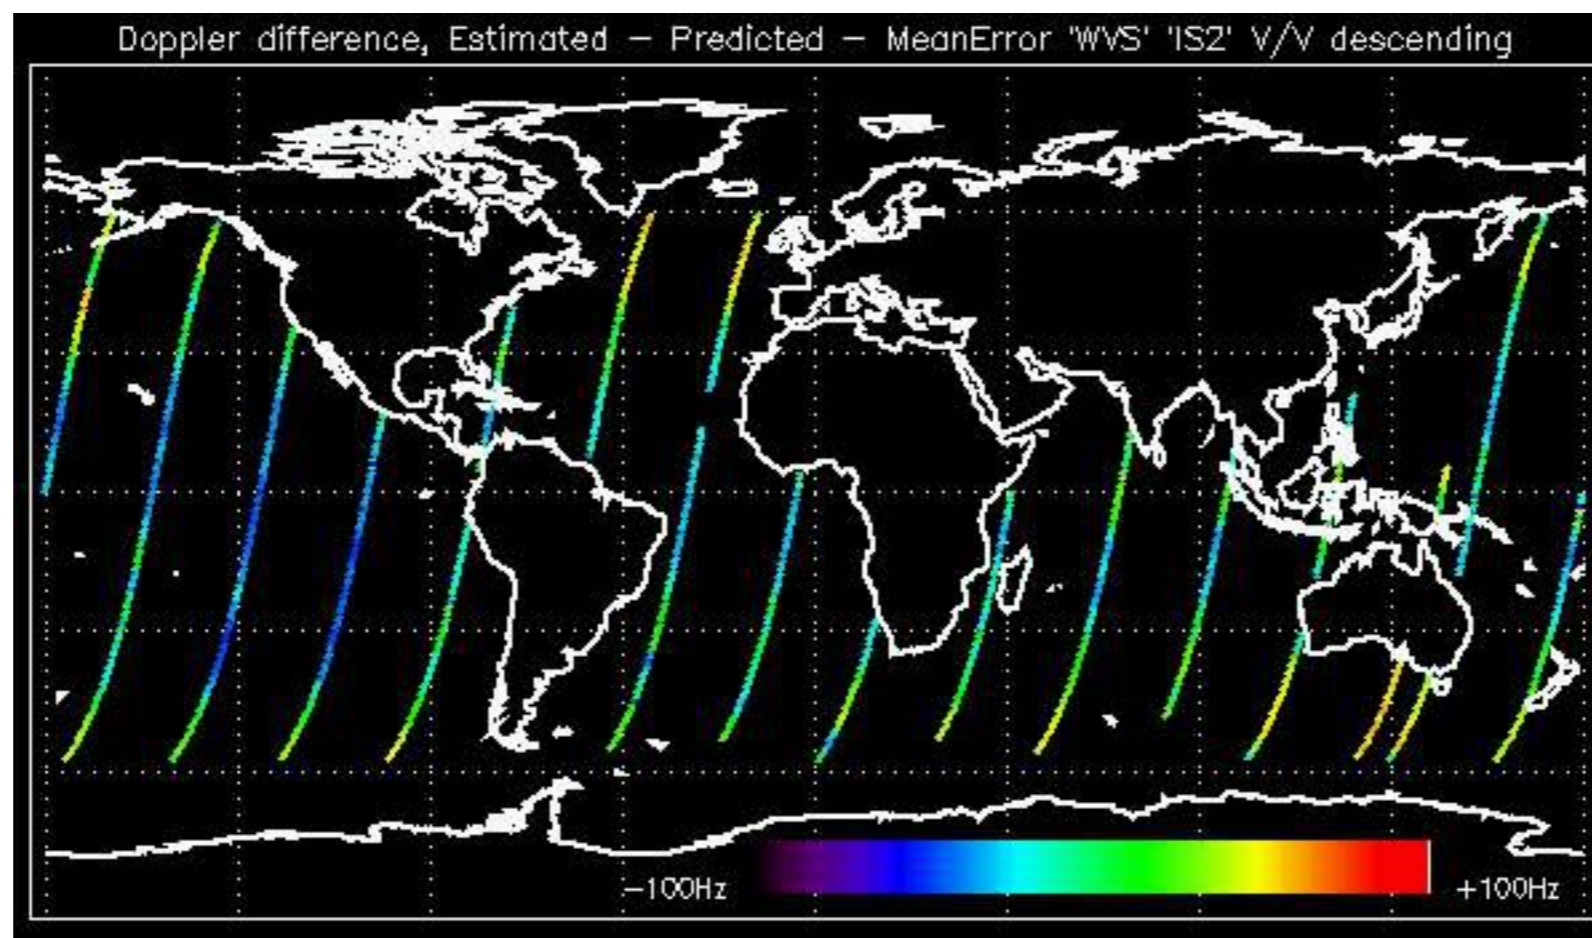 Doppler difference, Estimated – Predicted – MeanError 'WVS' 'IS2' V/V descending
−100Hz +100Hz